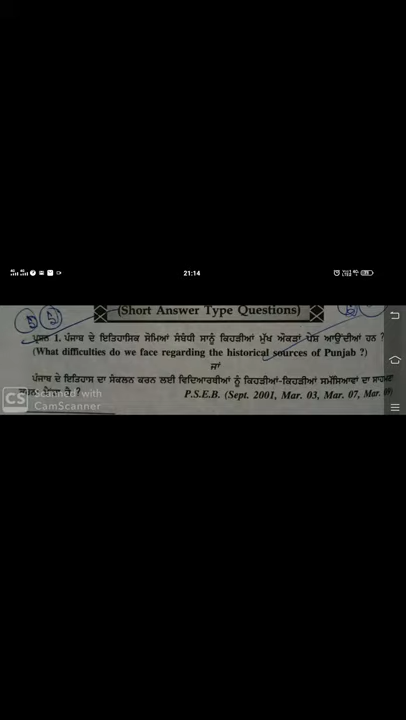 21:14
(Short Answer Type Questions)
ਪ੍ਰਸ਼ਨ 1. ਪੰਜਾਬ ਦੇ ਇਤਿਹਾਸਿਕ ਸੋਮਿਆਂ ਸੰਬੰਧੀ ਸਾਨੂੰ ਕਿਹੜੀਆਂ ਮੁੱਖ ਔਕੜਾਂ ਪੇਸ਼ ਆਉਂਦੀਆਂ ਹਨ ?
(What difficulties do we face regarding the historical sources of Punjab ?)
ਜਾਂ
ਪੰਜਾਬ ਦੇ ਇਤਿਹਾਸ ਦਾ ਸੰਕਲਨ ਕਰਨ ਲਈ ਵਿਦਿਆਰਥੀਆਂ ਨੂੰ ਕਿਹੜੀਆਂ-ਕਿਹੜੀਆਂ ਸਮੱਸਿਆਵਾਂ ਦਾ ਸਾਹਮਣਾ
ਪੈਂਦਾ ਹੈ ? P.S.E.B. (Sept. 2001, Mar. 03, Mar. 07, Mar. 09)
CS Scanned with
CamScanner